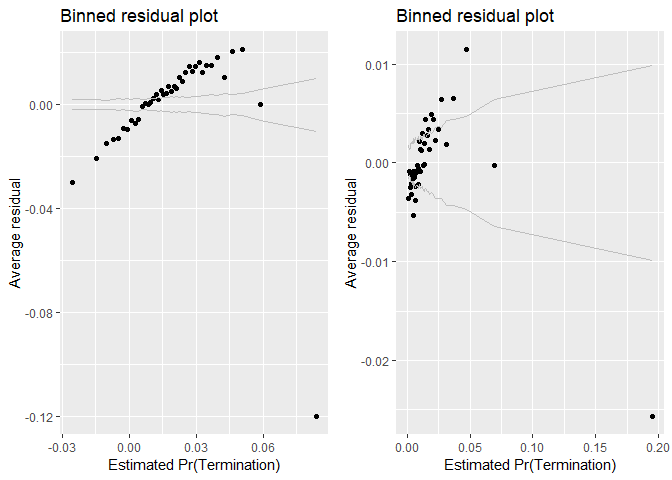 Binned residual plot
0.00
-0.04
-0.08
-0.12
Average residual
-0.03
0.00
0.03
0.06
Estimated Pr(Termination)
Binned residual plot
0.01
0.00
-0.01
-0.02
Average residual
0.00
0.05
0.10
0.15
0.20
Estimated Pr(Termination)